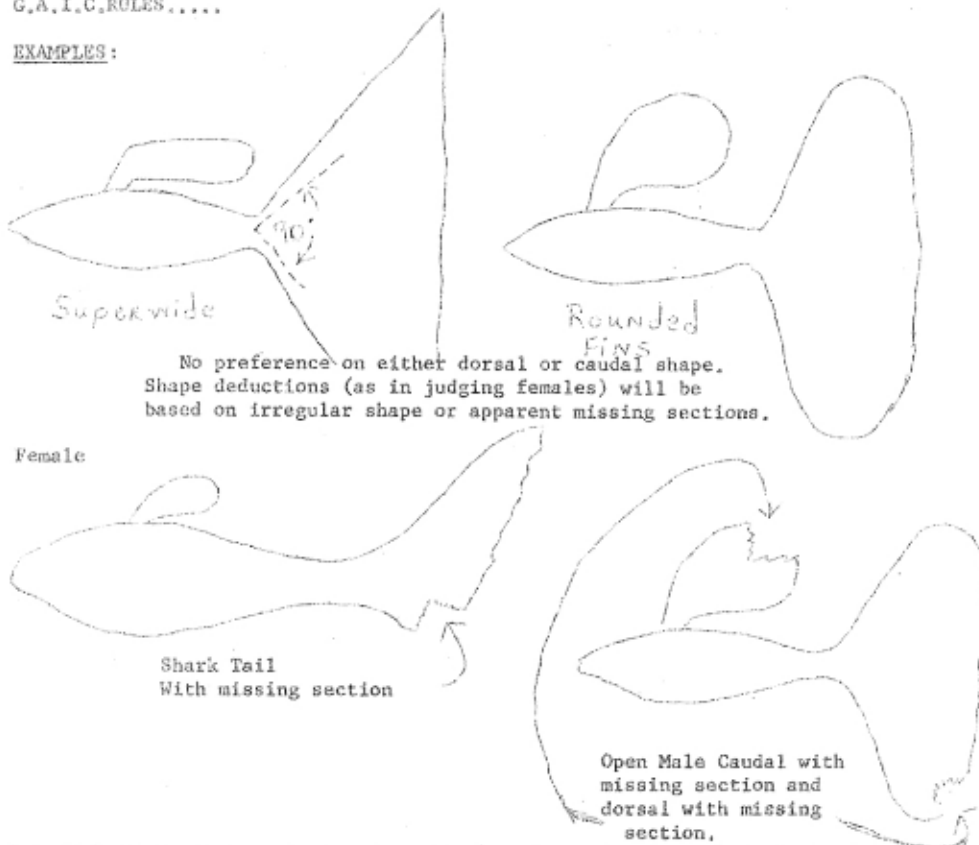 G.A.I.C.RULES.....
EXAMPLES:
90
Superwide
Rounded
Fins
No preference on either dorsal or caudal shape.
Shape deductions (as in judging females) will be
based on irregular shape or apparent missing sections.
Female
Shark Tail
With missing section
Open Male Caudal with
missing section and
dorsal with missing
section.